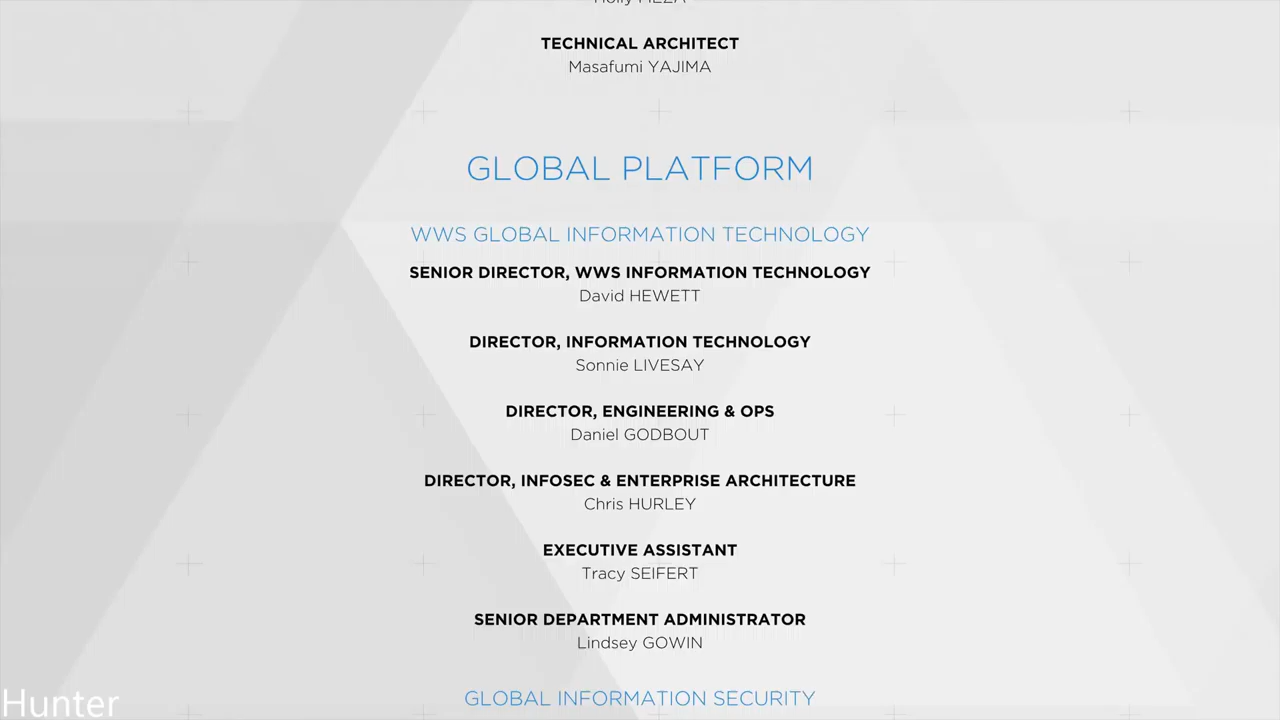 TECHNICAL ARCHITECT
Masafumi YAJIMA
GLOBAL PLATFORM
WWS GLOBAL INFORMATION TECHNOLOGY
SENIOR DIRECTOR, WWS INFORMATION TECHNOLOGY
David HEWETT
DIRECTOR, INFORMATION TECHNOLOGY
Sonnie LIVESAY
DIRECTOR, ENGINEERING & OPS
Daniel GODBOUT
DIRECTOR, INFOSEC & ENTERPRISE ARCHITECTURE
Chris HURLEY
EXECUTIVE ASSISTANT
Tracy SEIFERT
SENIOR DEPARTMENT ADMINISTRATOR
Lindsey GOWIN
GLOBAL INFORMATION SECURITY
Hunter